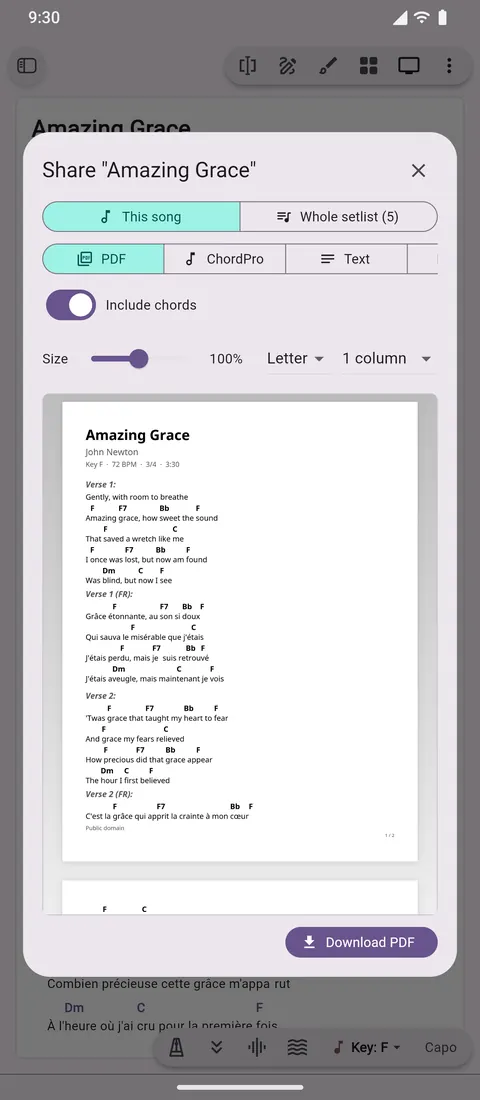 9:30
Amazing Grace
Share "Amazing Grace"
This song
Whole setlist (5)
PDF
ChordPro
Text
Include chords
Size
100%
Letter
1 column
Amazing Grace
John Newton
Key F · 72 BPM · 3/4 · 3:30
Verse 1:
Gently, with room to breathe
F F7 Bb F
Amazing grace, how sweet the sound
F C
That saved a wretch like me
F F7 Bb F
I once was lost, but now am found
Dm C F
Was blind, but now I see
Verse 1 (FR):
F F7 Bb F
Grâce étonnante, au son si doux
F C
Qui sauva le misérable que j'étais
F F7 Bb F
J'étais perdu, mais je suis retrouvé
Dm C F
J'étais aveugle, mais maintenant je vois
Verse 2:
F F7 Bb F
'Twas grace that taught my heart to fear
F C
And grace my fears relieved
F F7 Bb F
How precious did that grace appear
Dm C F
The hour I first believed
Verse 2 (FR):
F F7 Bb F
C'est la grâce qui apprit la crainte à mon cœur
Public domain
1 / 2
F C
Download PDF
Combien précieuse cette grâce m'appa rut
Dm C F
À l'heure où j'ai cru pour la première fois
Key: F
Capo